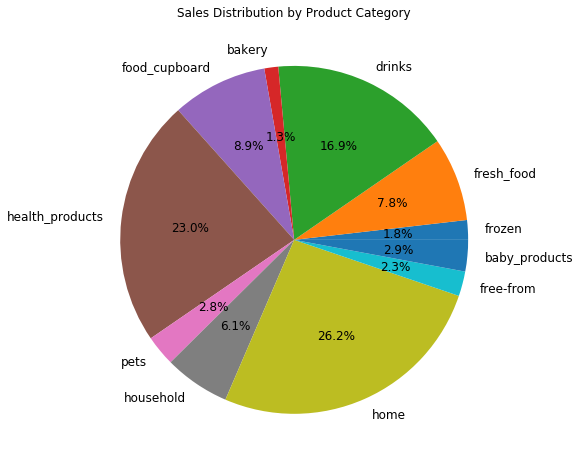 Sales Distribution by Product Category
bakery
food_cupboard
drinks
1.3%
8.9%
16.9%
fresh_food
7.8%
health_products
23.0%
frozen
1.8%
2.9%
baby_products
2.3%
free-from
2.8%
6.1%
26.2%
pets
household
home